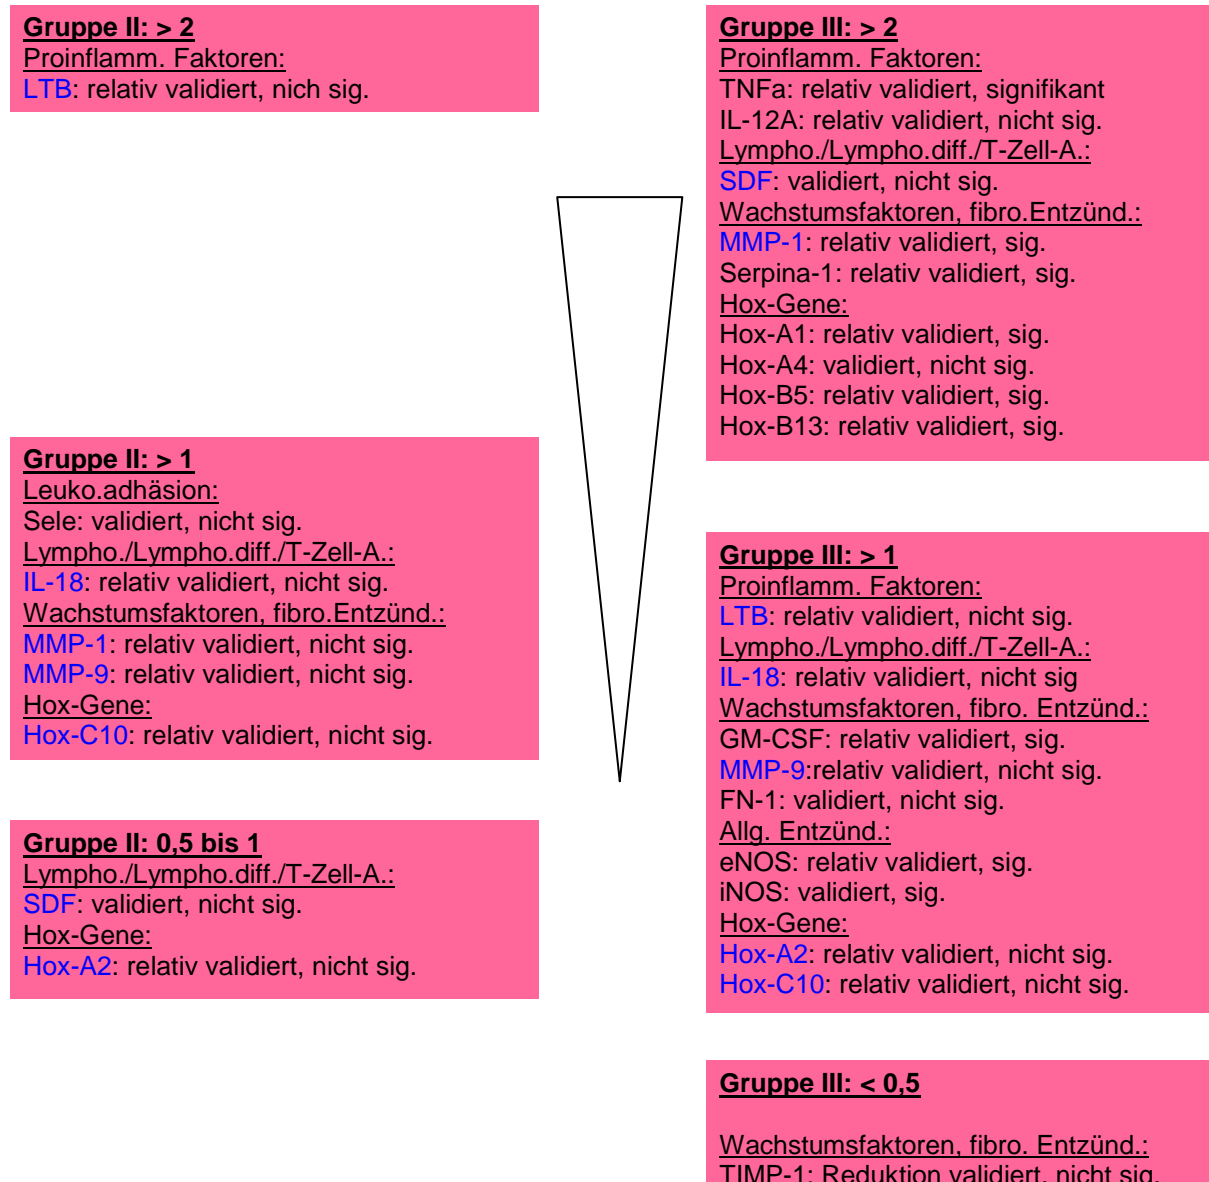 Gruppe II: > 2
Proinflamm. Faktoren:
LTB: relativ validiert, nich sig.
Gruppe II: > 1
Leuko.adhäsion:
Sele: validiert, nicht sig.
Lympho./Lympho.diff./T-Zell-A.:
IL-18: relativ validiert, nicht sig.
Wachstumsfaktoren, fibro.Entzünd.:
MMP-1: relativ validiert, nicht sig.
MMP-9: relativ validiert, nicht sig.
Hox-Gene:
Hox-C10: relativ validiert, nicht sig.
Gruppe II: 0,5 bis 1
Lympho./Lympho.diff./T-Zell-A.:
SDF: validiert, nicht sig.
Hox-Gene:
Hox-A2: relativ validiert, nicht sig.
Gruppe III: > 2
Proinflamm. Faktoren:
TNFa: relativ validiert, signifikant
IL-12A: relativ validiert, nicht sig.
Lympho./Lympho.diff./T-Zell-A.:
SDF: validiert, nicht sig.
Wachstumsfaktoren, fibro.Entzünd.:
MMP-1: relativ validiert, sig.
Serpina-1: relativ validiert, sig.
Hox-Gene:
Hox-A1: relativ validiert, sig.
Hox-A4: validiert, nicht sig.
Hox-B5: relativ validiert, sig.
Hox-B13: relativ validiert, sig.
Gruppe III: > 1
Proinflamm. Faktoren:
LTB: relativ validiert, nicht sig.
Lympho./Lympho.diff./T-Zell-A.:
IL-18: relativ validiert, nicht sig
Wachstumsfaktoren, fibro. Entzünd.:
GM-CSF: relativ validiert, sig.
MMP-9:relativ validiert, nicht sig.
FN-1: validiert, nicht sig.
Allg. Entzünd.:
eNOS: relativ validiert, sig.
iNOS: validiert, sig.
Hox-Gene:
Hox-A2: relativ validiert, nicht sig.
Hox-C10: relativ validiert, nicht sig.
Gruppe III: < 0,5
Wachstumsfaktoren, fibro. Entzünd.:
TIMP-1: Reduktion validiert, nicht sig.